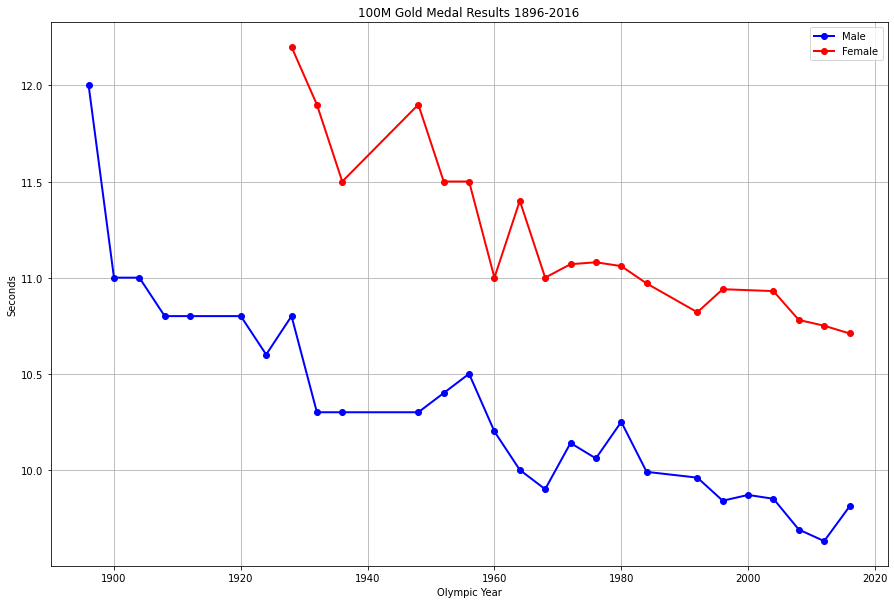 100M Gold Medal Results 1896-2016
Male
Female
12.0
11.5
11.0
10.5
10.0
Seconds
1900 1920 1940 1960 1980 2000 2020
Olympic Year